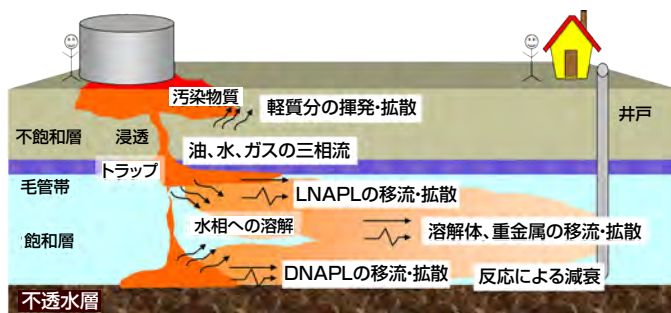 汚染物質
軽質分の揮発・拡散
井戸
不飽和層
浸透
油、水、ガスの三相流
トラップ
毛管帯
LNAPLの移流・拡散
水相への溶解
溶解体、重金属の移流・拡散
飽和層
DNAPLの移流・拡散
反応による減衰
不透水層